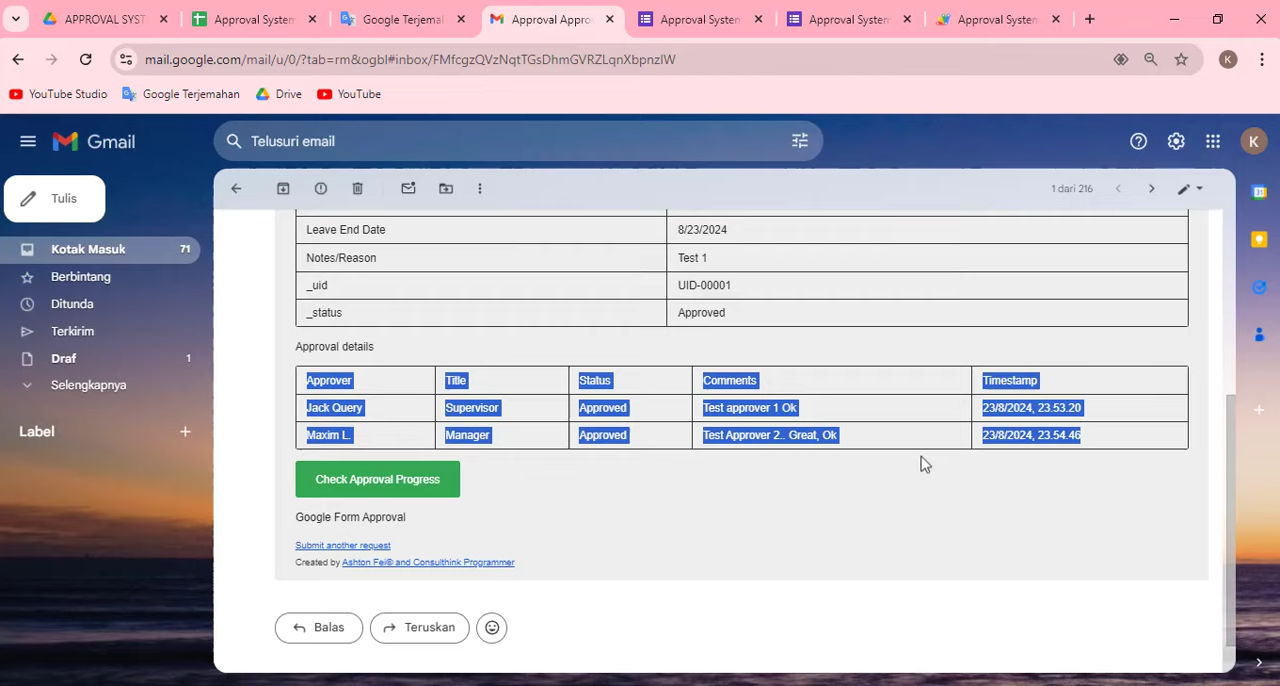 APPROVAL SYST
Approval System
Google Terjemal
Approval Appro
Approval System
Approval System
Approval System
mail.google.com/mail/u/0/?tab=rm&ogbl#inbox/FMfcgzQVzNqtTGsDhmGVRZLqnXbpnzlW
K
YouTube Studio
Google Terjemahan
Drive
YouTube
Gmail
Telusuri email
K
Tulis
1 dari 216
Kotak Masuk 71
Berbintang
Ditunda
Terkirim
Draf 1
Selengkapnya
Label
Leave End Date 8/23/2024
Notes/Reason Test 1
_uid UID-00001
_status Approved
Approval details
Approver Title Status Comments Timestamp
Jack Query Supervisor Approved Test approver 1 Ok 23/8/2024, 23.53.20
Maxim L. Manager Approved Test Approver 2.. Great, Ok 23/8/2024, 23.54.46
Check Approval Progress
Google Form Approval
Submit another request
Created by Ashton Fei© and Consulthink Programmer
Balas
Teruskan